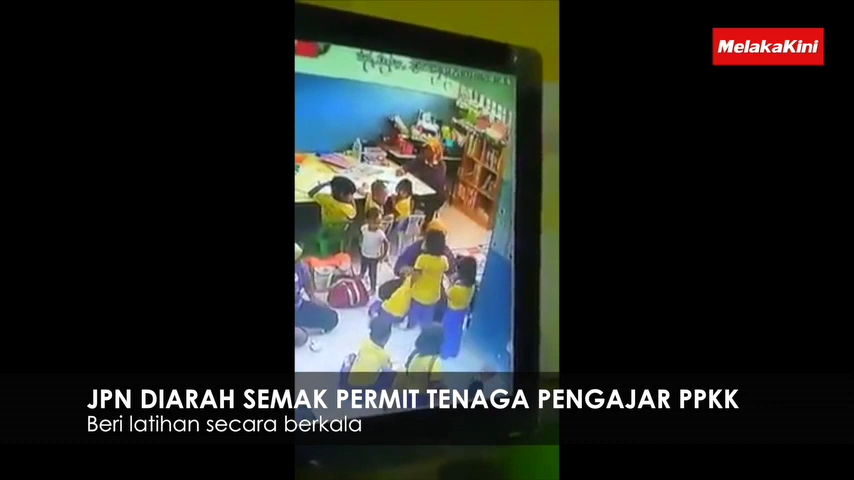 MelakaKini
JPN DIARAH SEMAK PERMIT TENAGA PENGAJAR PPKK
Beri latihan secara berkala